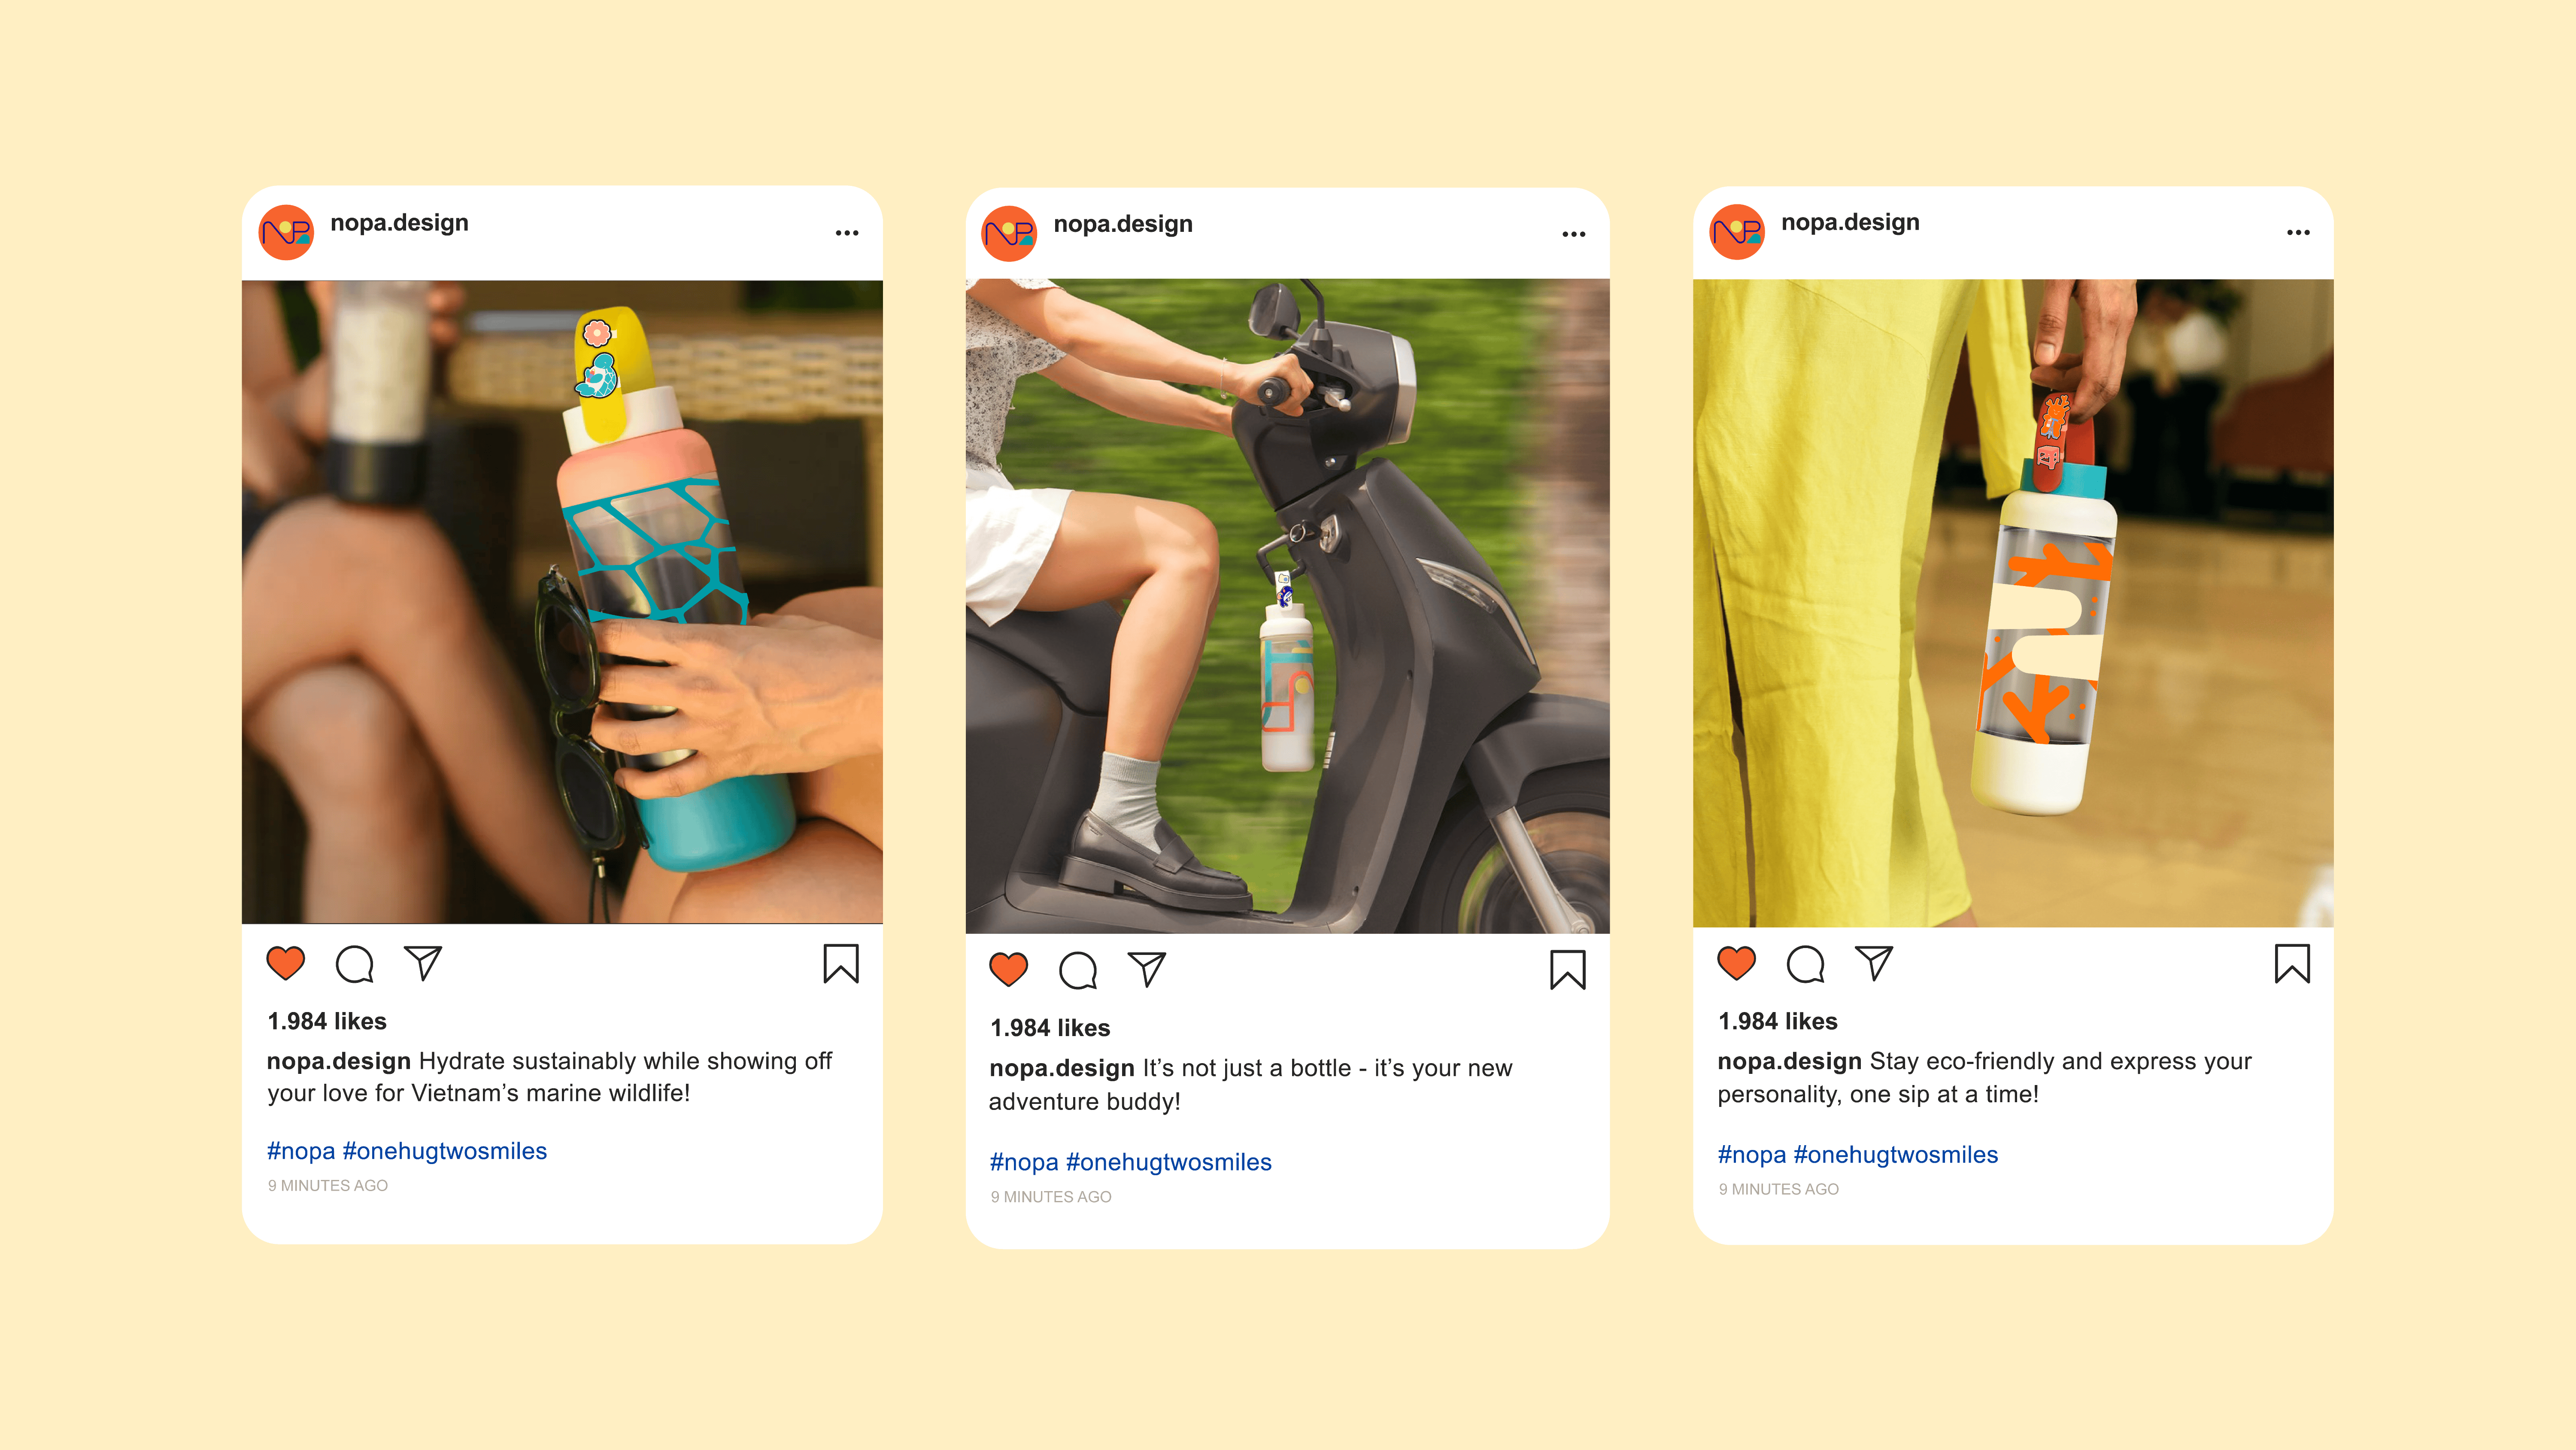 NOPA
nopa.design
1.984 likes
nopa.design Hydrate sustainably while showing off
your love for Vietnam’s marine wildlife!
#nopa #onehugtwosmiles
9 MINUTES AGO
NOPA
nopa.design
1.984 likes
nopa.design It’s not just a bottle - it’s your new
adventure buddy!
#nopa #onehugtwosmiles
9 MINUTES AGO
NOPA
nopa.design
1.984 likes
nopa.design Stay eco-friendly and express your
personality, one sip at a time!
#nopa #onehugtwosmiles
9 MINUTES AGO